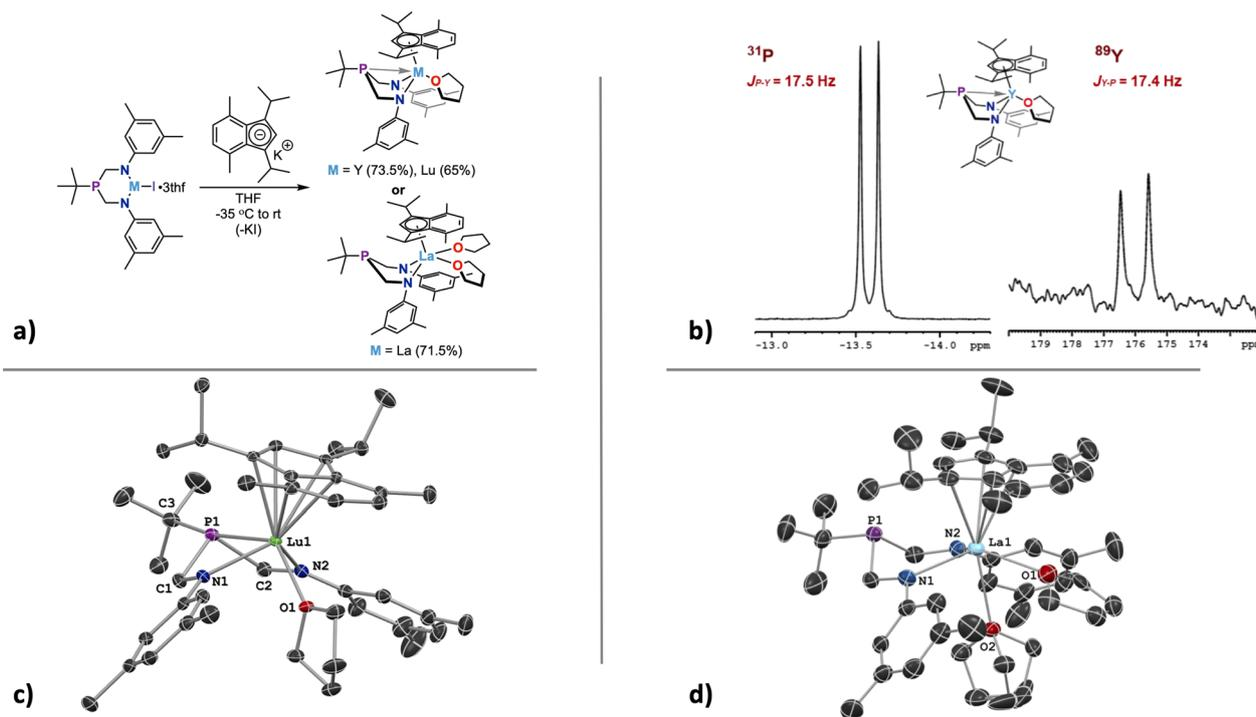 P
M
N
N
O
P
N
N
M–I•3thf
⊖
K⊕
THF
-35 ºC to rt
(-KI)
M = Y (73.5%), Lu (65%)
or
P
La
N
N
O
O
M = La (71.5%)
a)
31P
JP-Y = 17.5 Hz
P
Y
N
N
O
89Y
JY-P = 17.4 Hz
-13.0 -13.5 -14.0 ppm
179 178 177 176 175 174
b)
C3
P1
Lu1
C1
N1
C2
N2
O1
c)
P1
N2
La1
N1
O1
O2
d)